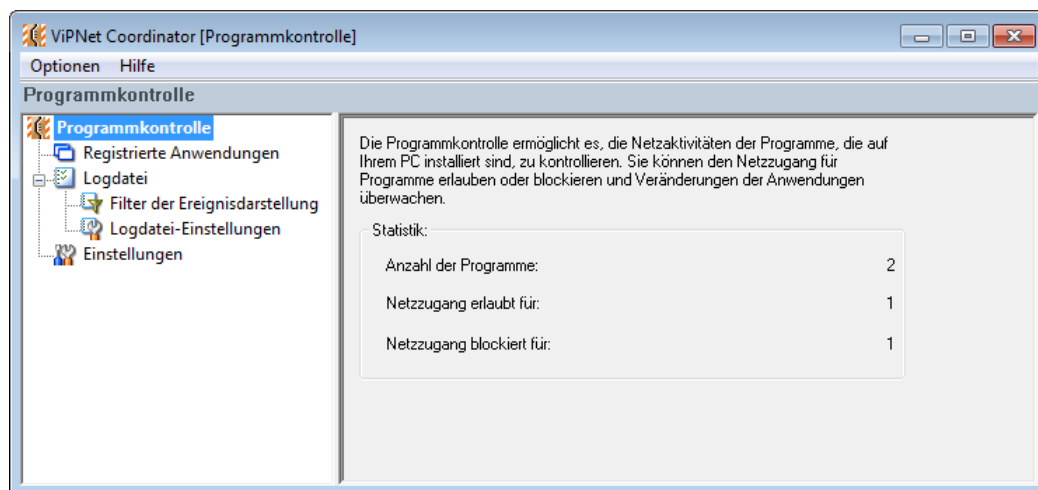 ViPNet Coordinator [Programmkontrolle]
Optionen Hilfe
Programmkontrolle
Programmkontrolle
Registrierte Anwendungen
Logdatei
Filter der Ereignisdarstellung
Logdatei-Einstellungen
Einstellungen
Die Programmkontrolle ermöglicht es, die Netzaktivitäten der Programme, die auf
Ihrem PC installiert sind, zu kontrollieren. Sie können den Netzzugang für
Programme erlauben oder blockieren und Veränderungen der Anwendungen
überwachen.
Statistik:
Anzahl der Programme: 2
Netzzugang erlaubt für: 1
Netzzugang blockiert für: 1